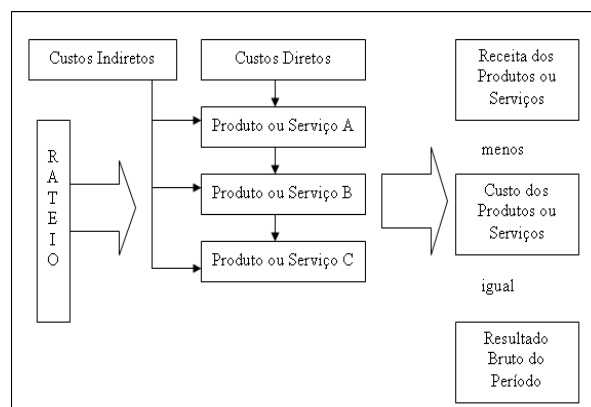 Custos Indiretos
Custos Diretos
R
A
T
E
I
O
Produto ou Serviço A
Produto ou Serviço B
Produto ou Serviço C
Receita dos
Produtos ou
Serviços
menos
Custo dos
Produtos ou
Serviços
igual
Resultado
Bruto do
Período